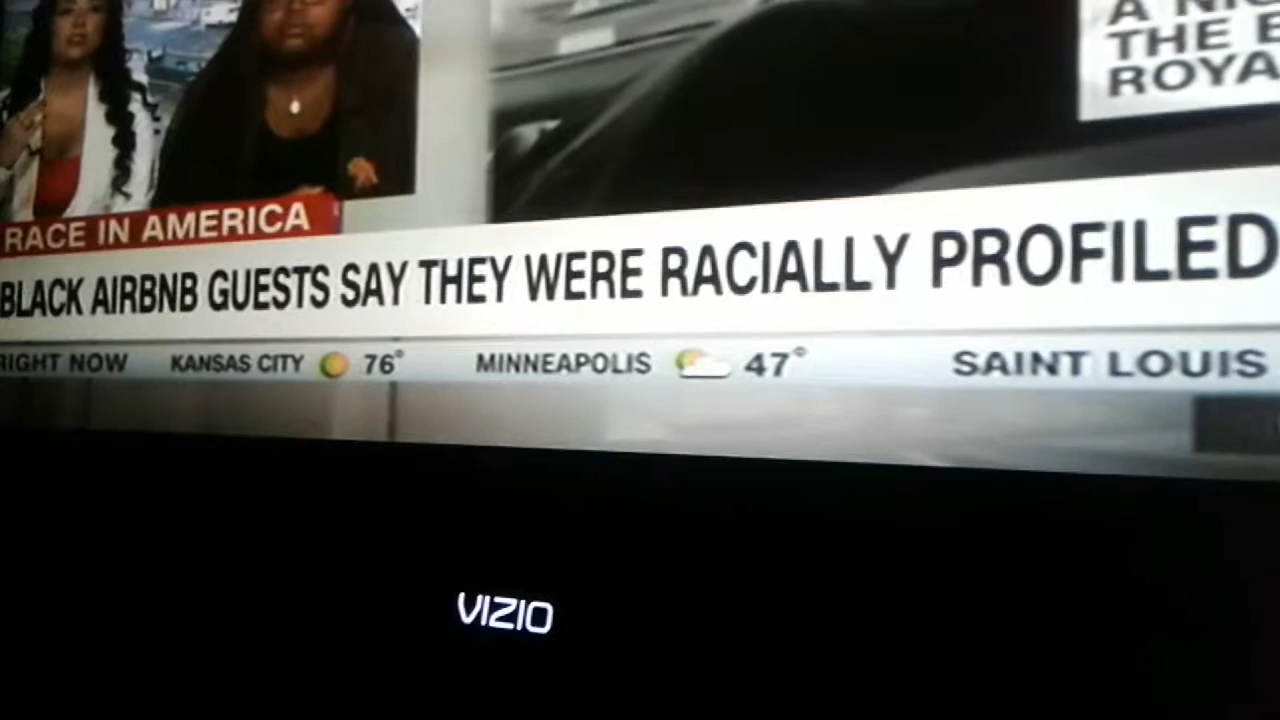 A
THE
ROYA
RACE IN AMERICA
BLACK AIRBNB GUESTS SAY THEY WERE RACIALLY PROFILED
RIGHT NOW KANSAS CITY 76° MINNEAPOLIS 47° SAINT LOUIS
VIZIO